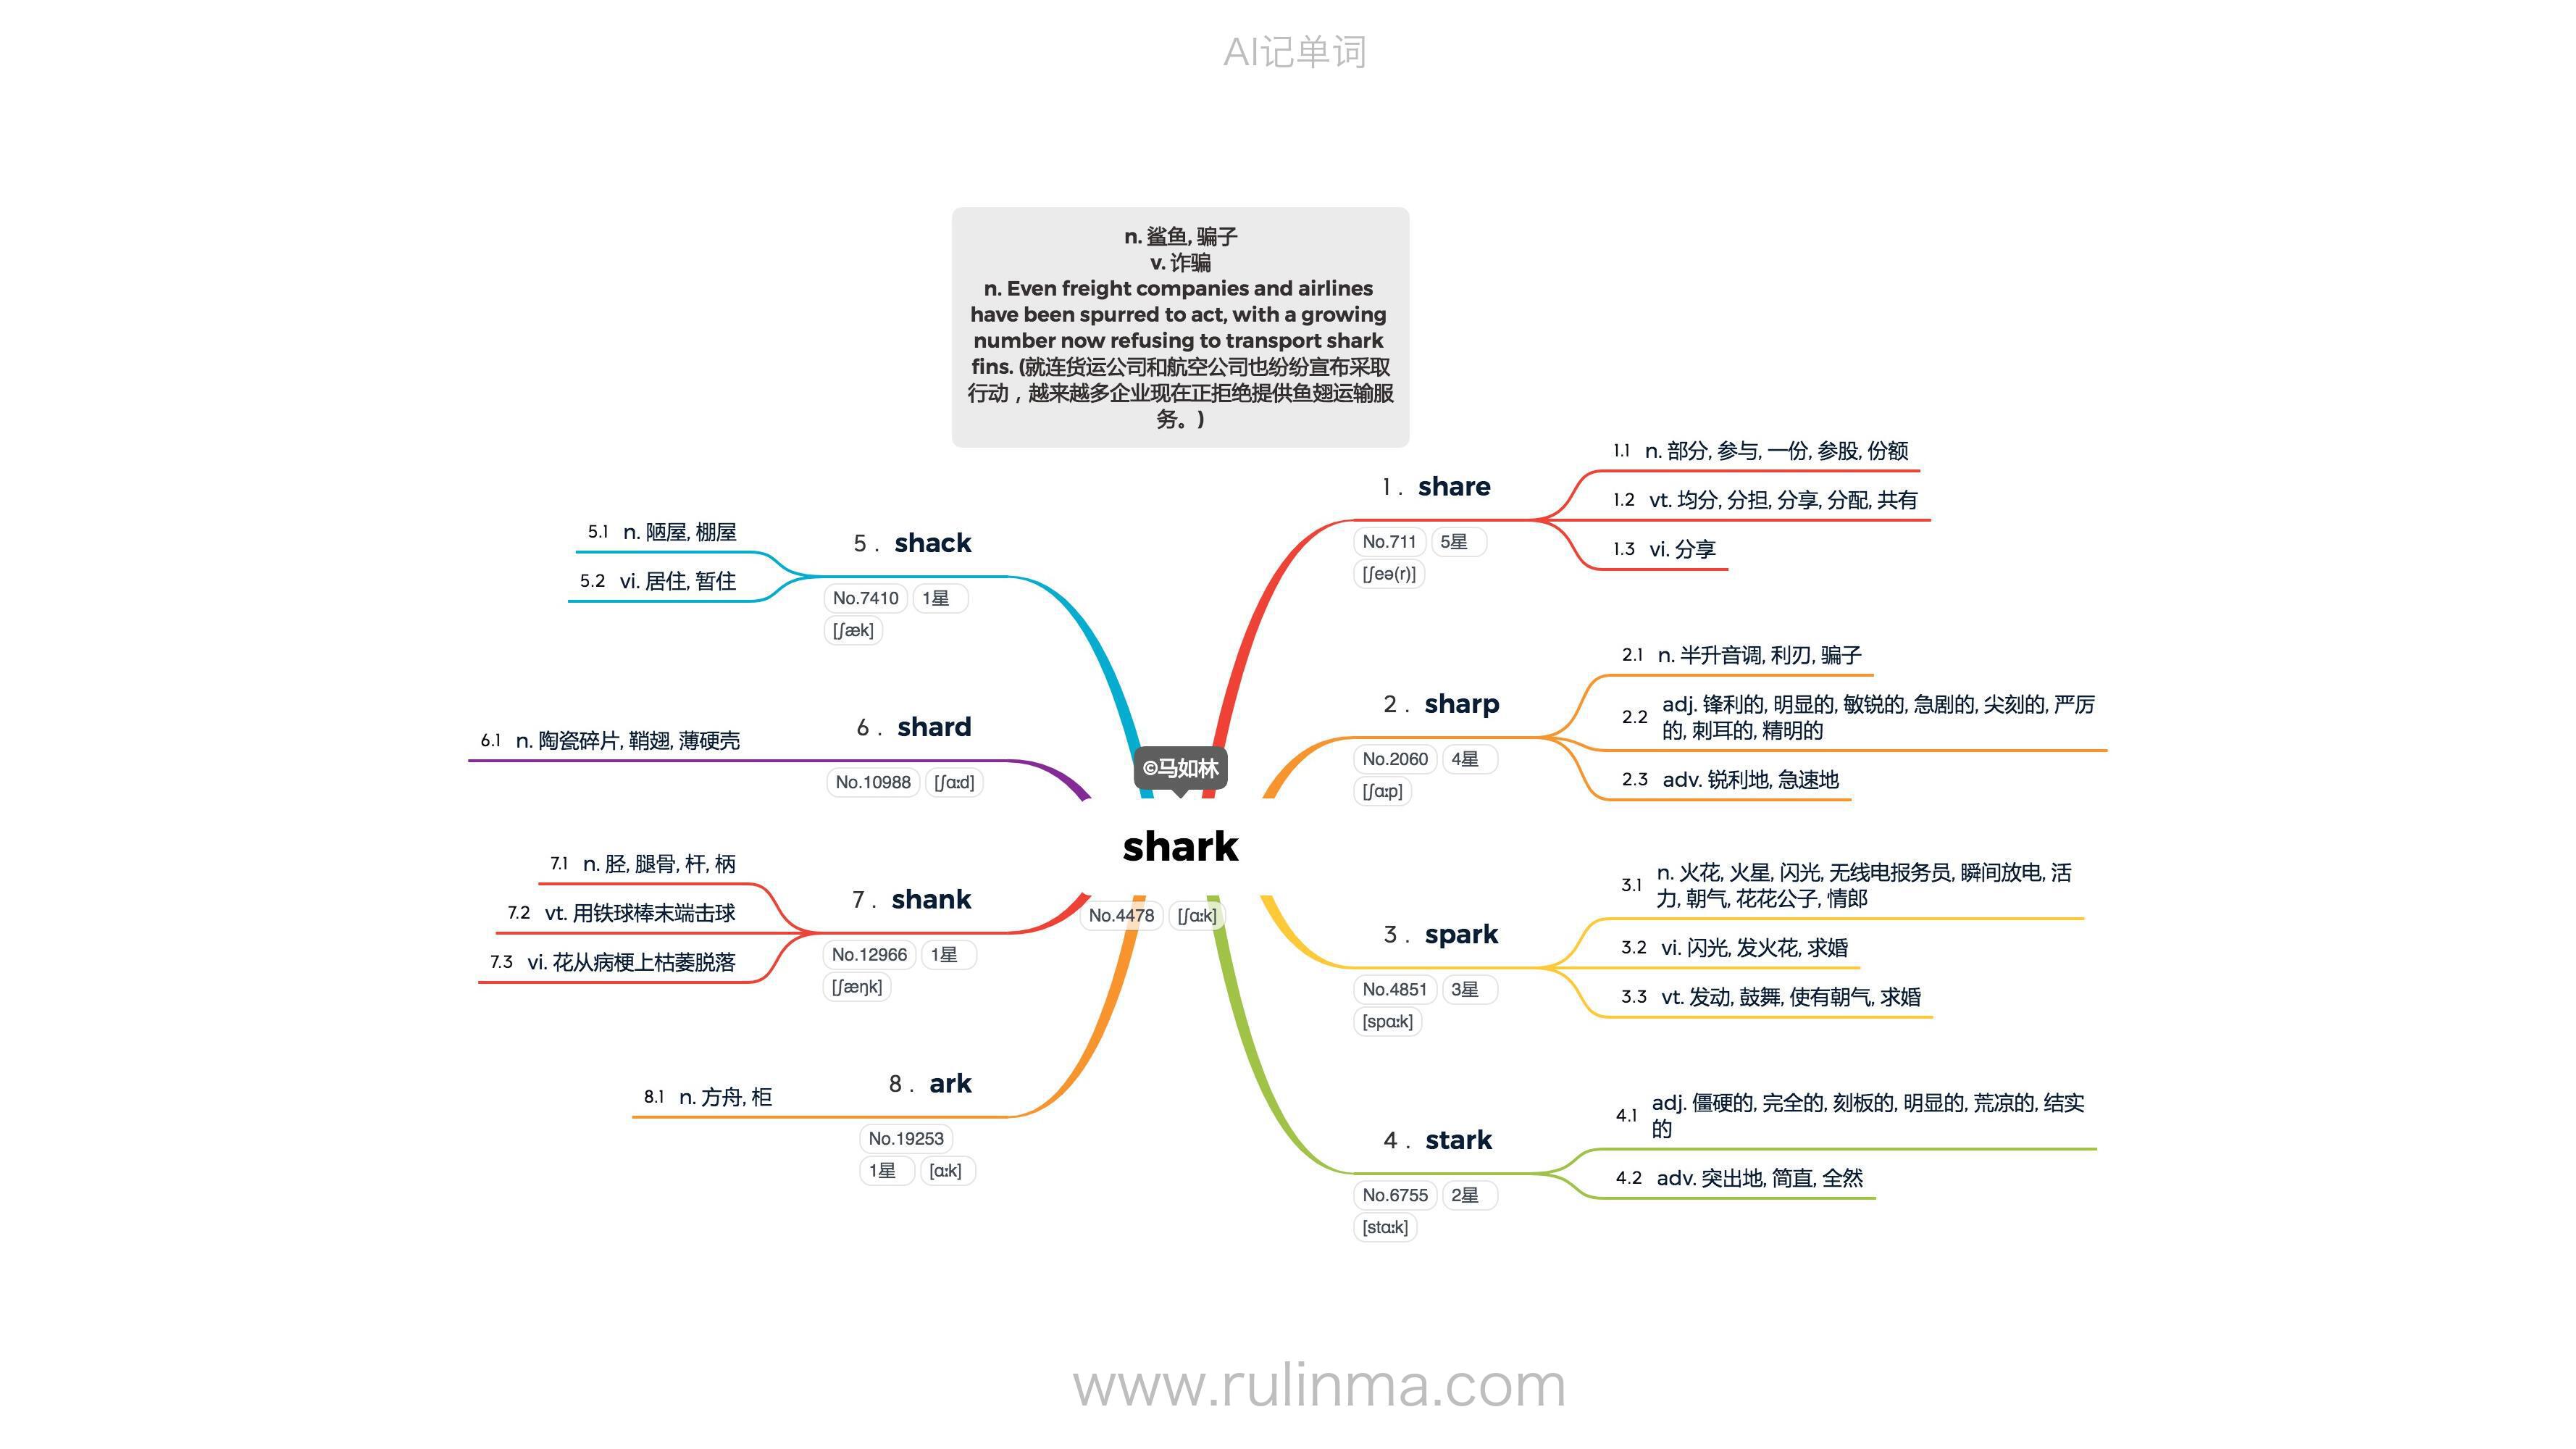 AI记单词
n. 鲨鱼, 骗子
v. 诈骗
n. Even freight companies and airlines
have been spurred to act, with a growing
number now refusing to transport shark
fins. (就连货运公司和航空公司也纷纷宣布采取
行动，越来越多企业现在正拒绝提供鱼翅运输服
务。)
©马如林
shark
No.4478 [ʃɑːk]
1. share
No.711 5星
[ʃeə(r)]
1.1 n. 部分, 参与, 一份, 参股, 份额
1.2 vt. 均分, 分担, 分享, 分配, 共有
1.3 vi. 分享
2. sharp
No.2060 4星
[ʃɑːp]
2.1 n. 半升音调, 利刃, 骗子
2.2 adj. 锋利的, 明显的, 敏锐的, 急剧的, 尖刻的, 严厉
的, 刺耳的, 精明的
2.3 adv. 锐利地, 急速地
3. spark
No.4851 3星
[spɑːk]
3.1 n. 火花, 火星, 闪光, 无线电报务员, 瞬间放电, 活
力, 朝气, 花花公子, 情郎
3.2 vi. 闪光, 发火花, 求婚
3.3 vt. 发动, 鼓舞, 使有朝气, 求婚
4. stark
No.6755 2星
[stɑːk]
4.1 adj. 僵硬的, 完全的, 刻板的, 明显的, 荒凉的, 结实
的
4.2 adv. 突出地, 简直, 全然
5. shack
No.7410 1星
[ʃæk]
5.1 n. 陋屋, 棚屋
5.2 vi. 居住, 暂住
6. shard
No.10988 [ʃɑːd]
6.1 n. 陶瓷碎片, 鞘翅, 薄硬壳
7. shank
No.12966 1星
[ʃæŋk]
7.1 n. 胫, 腿骨, 杆, 柄
7.2 vt. 用铁球棒末端击球
7.3 vi. 花从病梗上枯萎脱落
8. ark
No.19253
1星 [ɑːk]
8.1 n. 方舟, 柜
www.rulinma.com